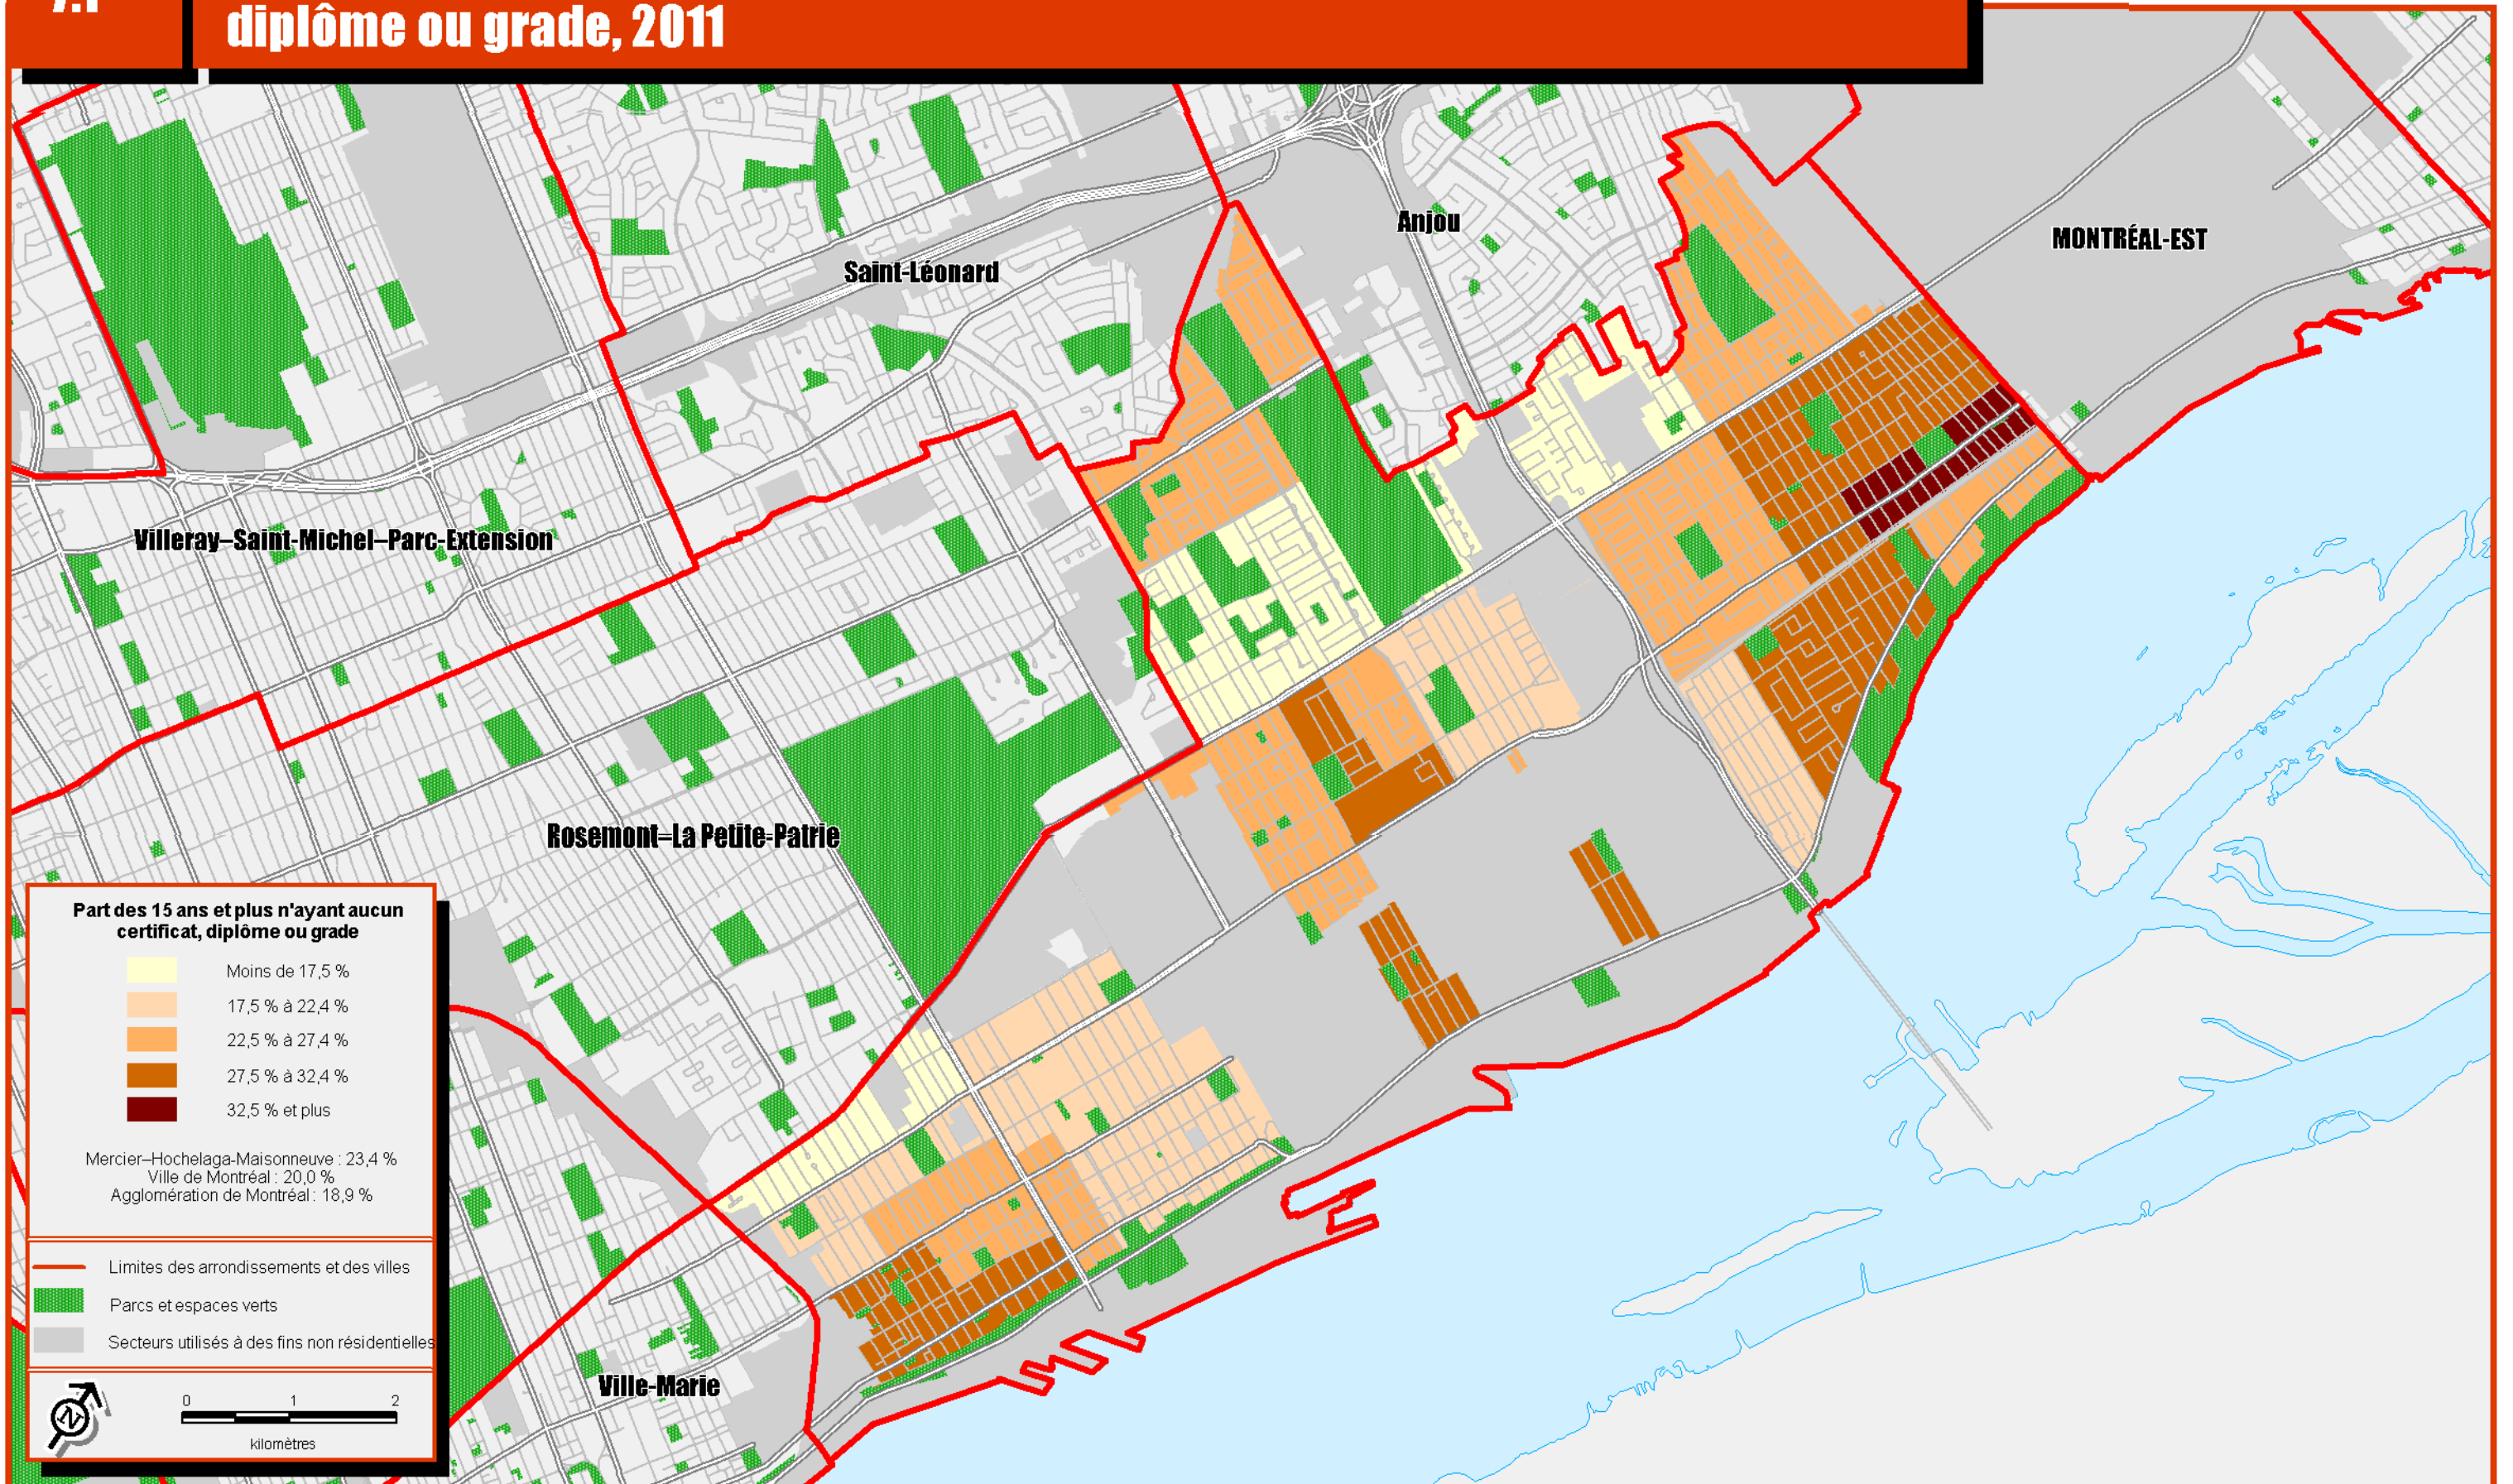 7.1
diplôme ou grade, 2011
Anjou
MONTRÉAL-EST
Saint-Léonard
Villeray–Saint-Michel–Parc-Extension
Rosemont–La Petite-Patrie
Ville-Marie
Part des 15 ans et plus n'ayant aucun
certificat, diplôme ou grade
Moins de 17,5 %
17,5 % à 22,4 %
22,5 % à 27,4 %
27,5 % à 32,4 %
32,5 % et plus
Mercier–Hochelaga-Maisonneuve : 23,4 %
Ville de Montréal : 20,0 %
Agglomération de Montréal : 18,9 %
Limites des arrondissements et des villes
Parcs et espaces verts
Secteurs utilisés à des fins non résidentielles
N
0 1 2
kilomètres